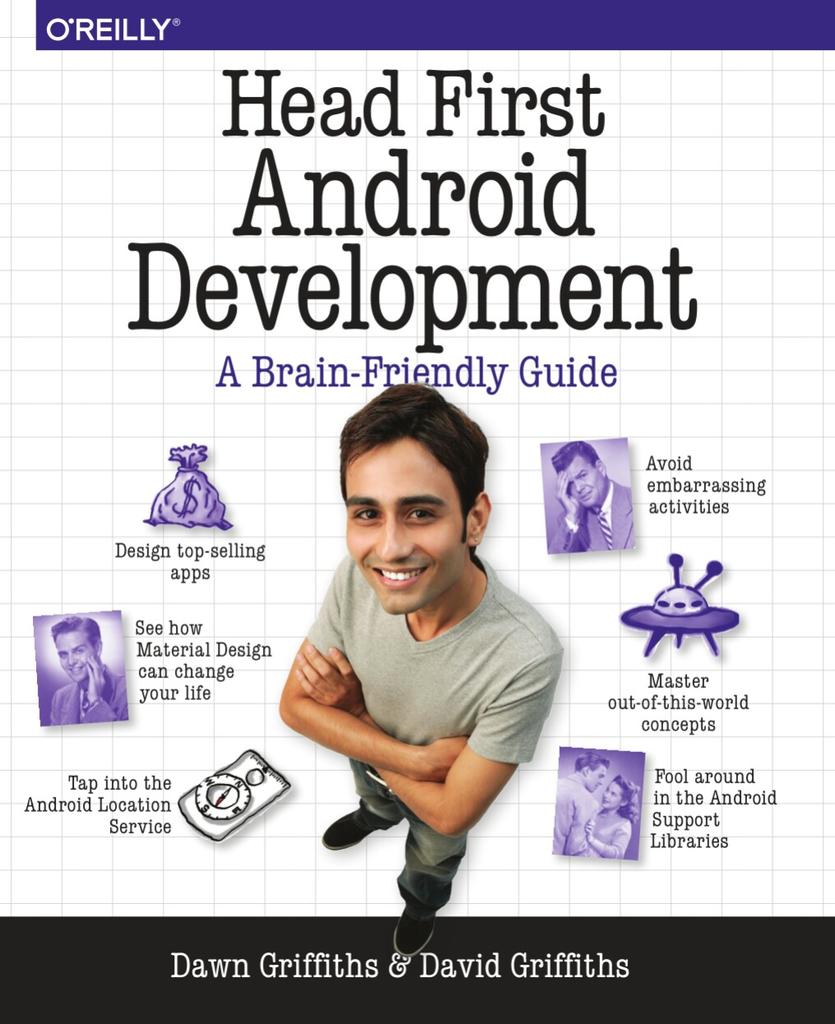 O'REILLY®
Head First
Android
Development
A Brain-Friendly Guide
Design top-selling
apps
See how
Material Design
can change
your life
Tap into the
Android Location
Service
Avoid
embarrassing
activities
Master
out-of-this-world
concepts
Fool around
in the Android
Support
Libraries
Dawn Griffiths & David Griffiths